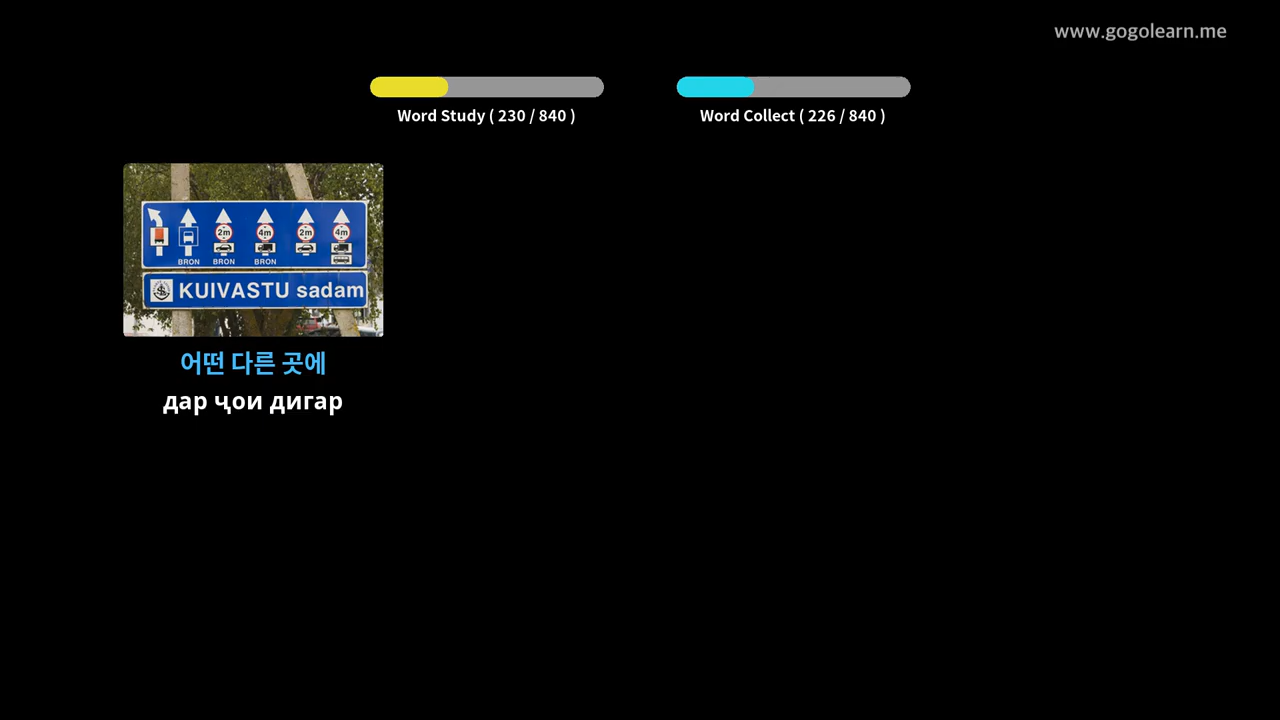 www.gogolearn.me
Word Study ( 230 / 840 )
Word Collect ( 226 / 840 )
2m 4m 2m 4m
BRON BRON BRON
KUIVASTU sadam
어떤 다른 곳에
дар ҷои дигар